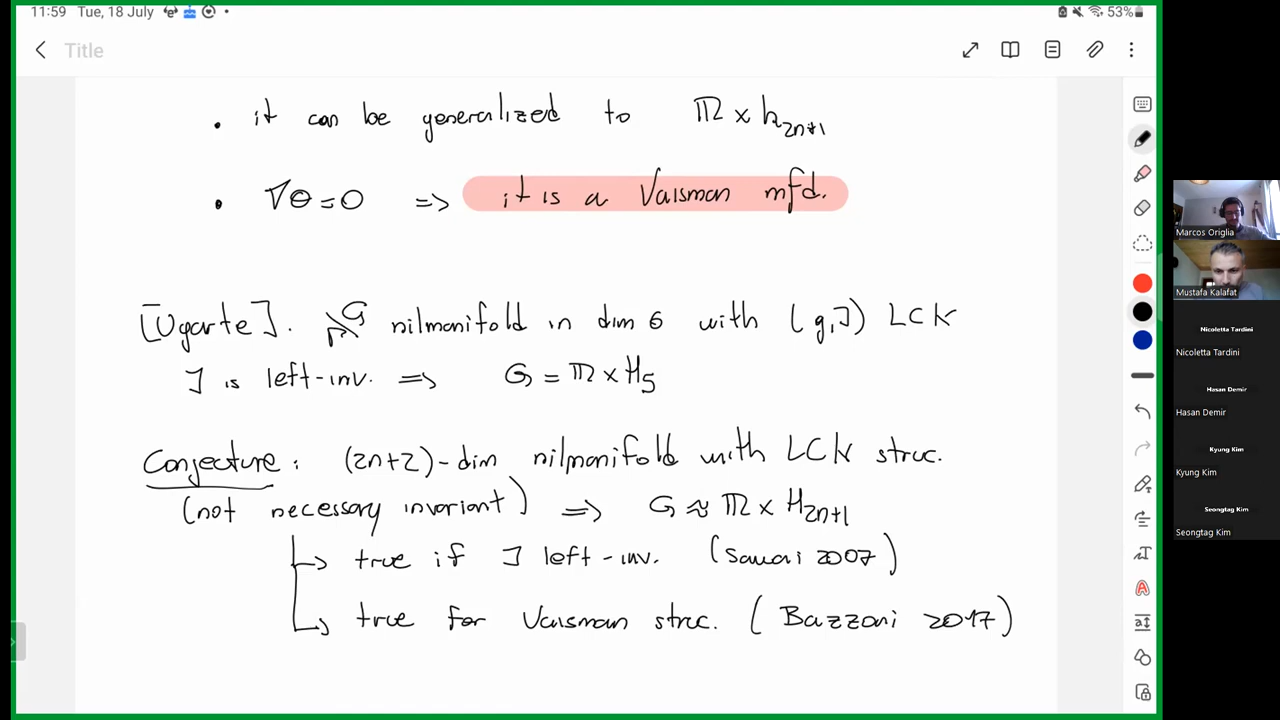 11:59 Tue, 18 July
53%
Title
• it can be generalized to ℝ × h₂ₙ₊₁
• ∇θ = 0 => it is a Vaisman mfd.
[Ugarte]. Γ\G nilmanifold in dim 6 with (g,J) LCK
J is left-inv. => G = ℝ × H₅
Conjecture: (2n+2)-dim nilmanifold with LCK struc.
(not necessary invariant) => G ≈ ℝ × H₂ₙ₊₁
↳ true if J left-inv. (Sawai 2007)
↳ true for Vaisman struc. (Bazzoni 2017)
Marcos Origlia
Mustafa Kalafat
Nicoletta Tardini
Nicoletta Tardini
Hasan Demir
Hasan Demir
Kyung Kim
Kyung Kim
Seongtag Kim
Seongtag Kim